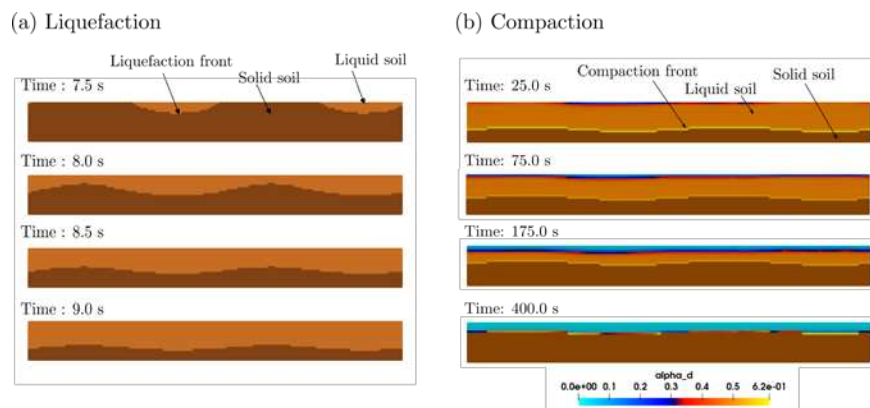 (a) Liquefaction
Liquefaction front
Liquid soil
Solid soil
Time : 7.5 s
Time : 8.0 s
Time : 8.5 s
Time : 9.0 s
(b) Compaction
Compaction front
Solid soil
Liquid soil
Time: 25.0 s
Time: 75.0 s
Time: 175.0 s
Time: 400.0 s
alpha_d
0.0e+00 0.1 0.2 0.3 0.4 0.5 6.2e-01